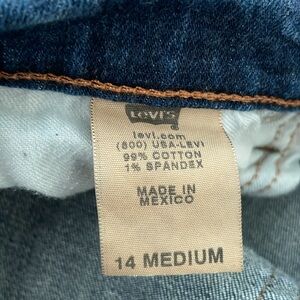 Levi's
levi.com
(800) USA-LEVI
99% COTTON
1% SPANDEX
MADE IN
MEXICO
14 MEDIUM